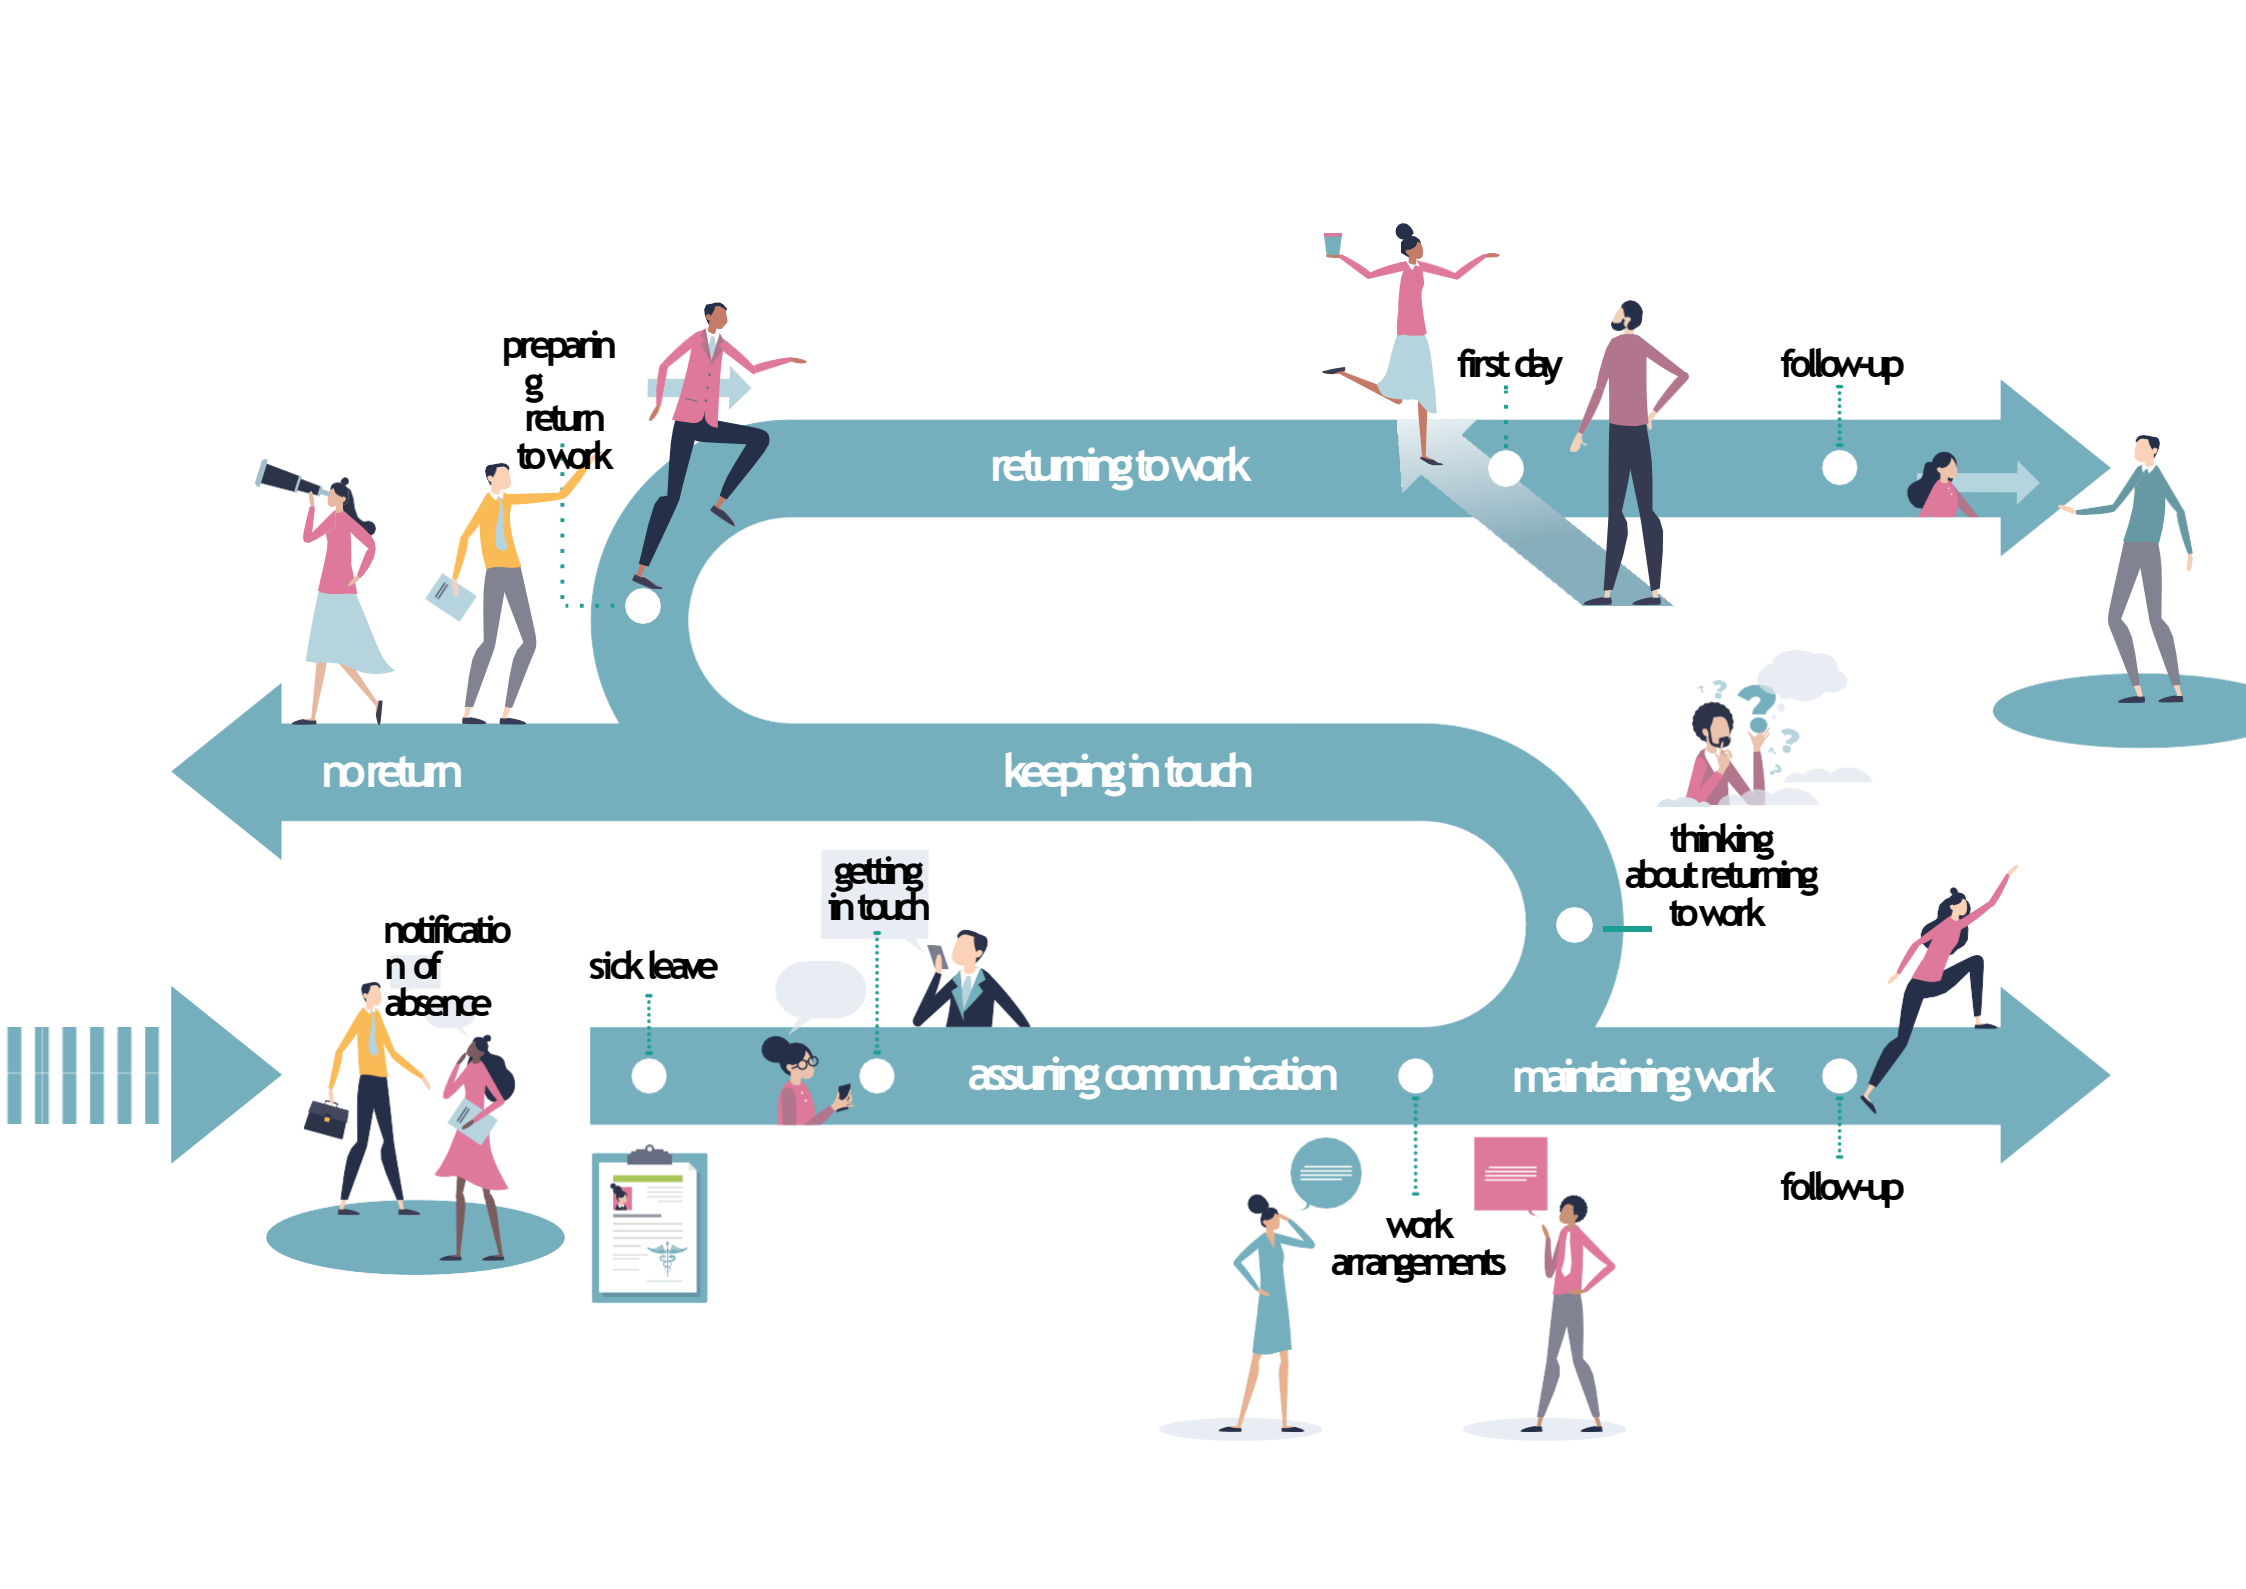 preparin
g
return
to work
first day
follow-up
returning to work
no return
keeping in touch
thinking
about returning
to work
getting
in touch
notificatio
n of
absence
sick leave
assuring communication
maintaining work
follow-up
work
arrangements